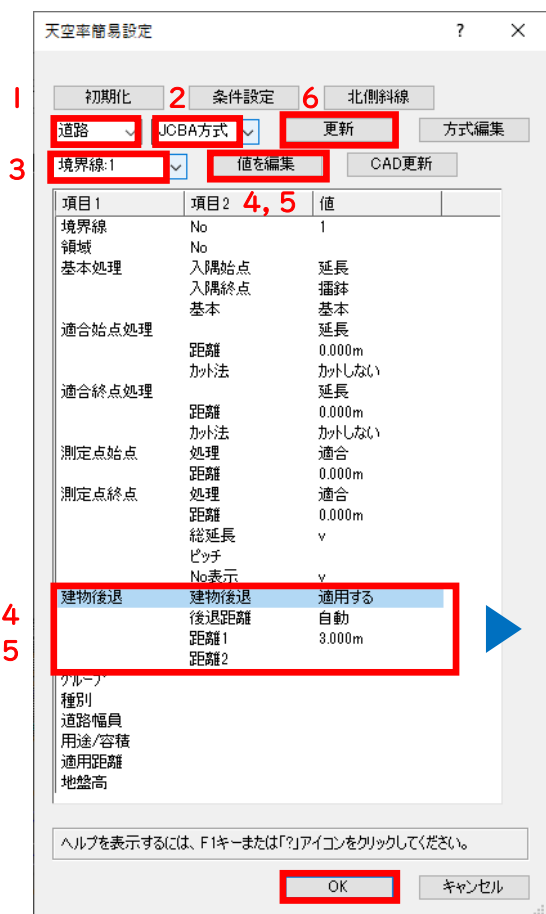 天空率簡易設定 ? ×
1 初期化 2 条件設定 6 北側斜線
道路 JCBA方式 更新 方式編集
3 境界線:1 値を編集 CAD更新
項目1 項目2 4, 5 値
境界線 No 1
領域 No
基本処理 入隅始点 延長
入隅終点 擂鉢
基本 基本
適合始点処理 延長
距離 0.000m
カット法 カットしない
適合終点処理 延長
距離 0.000m
カット法 カットしない
測定点始点 処理 適合
距離 0.000m
測定点終点 処理 適合
距離 0.000m
総延長 v
ピッチ
No表示 v
4 建物後退 建物後退 適用する
後退距離 自動
5 距離1 3.000m
距離2
グループ
種別
道路幅員
用途/容積
適用距離
地盤高
ヘルプを表示するには、F1キーまたは「?」アイコンをクリックしてください。
OK キャンセル